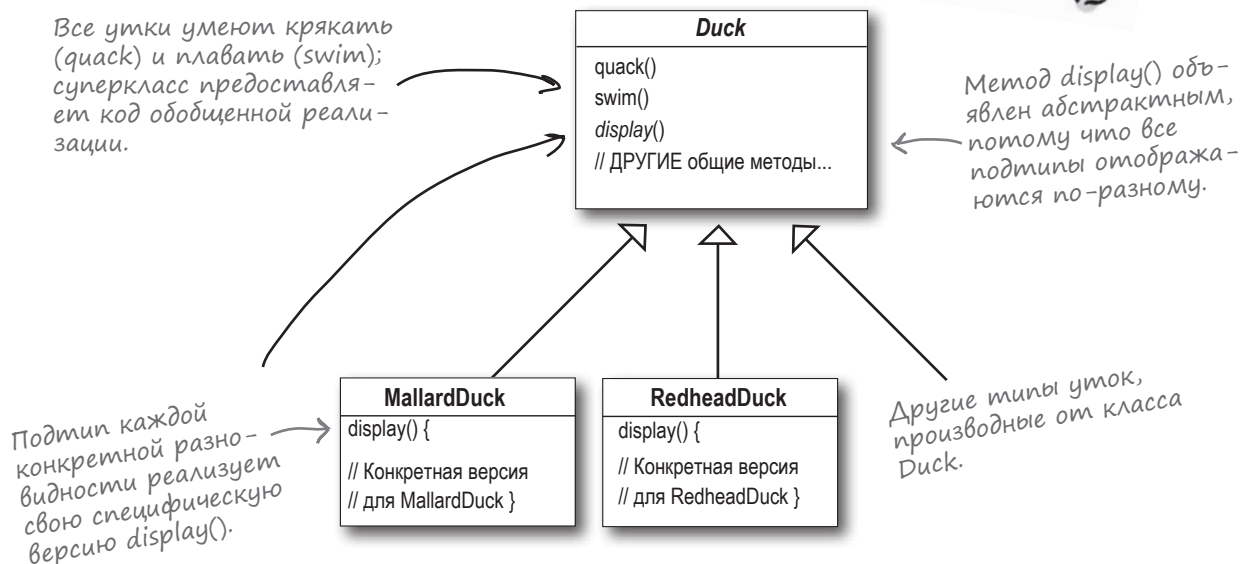 Все утки умеют крякать
(quack) и плавать (swim);
суперкласс предоставля-
ет код обобщенной реали-
зации.
Duck
quack()
swim()
display()
// ДРУГИЕ общие методы...
Метод display() объ-
явлен абстрактным,
потому что все
подтипы отобража-
ются по-разному.
Подтип каждой
конкретной разно-
видности реализует
свою специфическую
версию display().
MallardDuck
display() {
// Конкретная версия
// для MallardDuck }
RedheadDuck
display() {
// Конкретная версия
// для RedheadDuck }
Другие типы уток,
производные от класса
Duck.